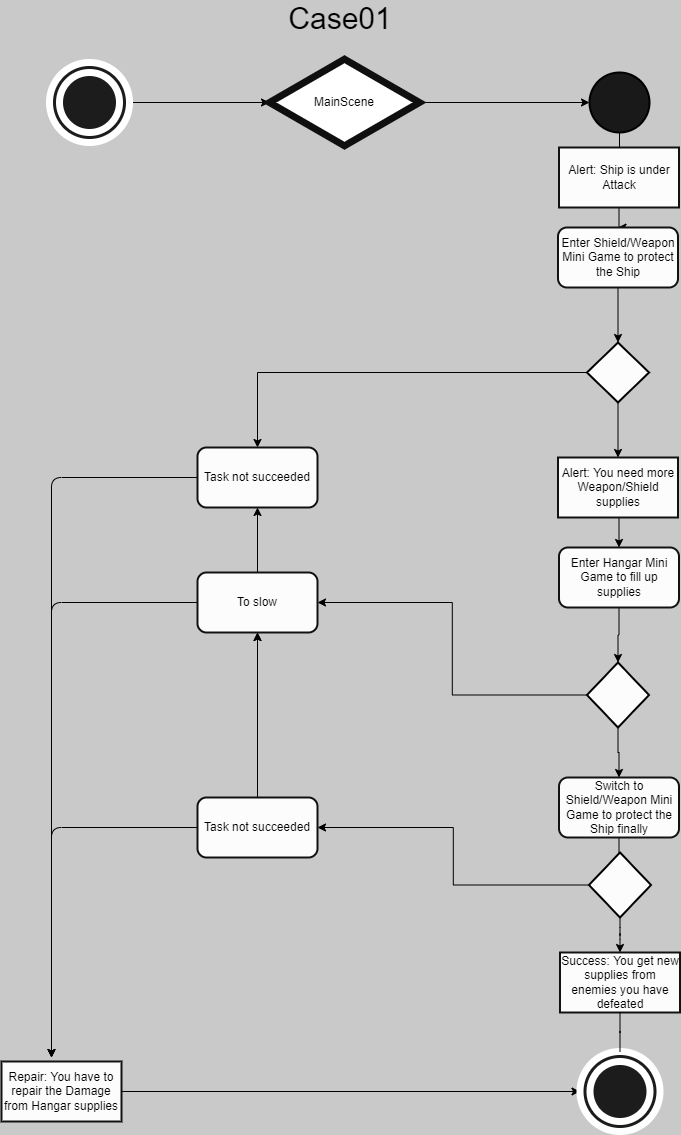 Case01
MainScene
Alert: Ship is under
Attack
Enter Shield/Weapon
Mini Game to protect
the Ship
Task not succeeded
Alert: You need more
Weapon/Shield
supplies
Enter Hangar Mini
Game to fill up
supplies
To slow
Switch to
Shield/Weapon Mini
Game to protect the
Ship finally
Task not succeeded
Success: You get new
supplies from
enemies you have
defeated
Repair: You have to
repair the Damage
from Hangar supplies